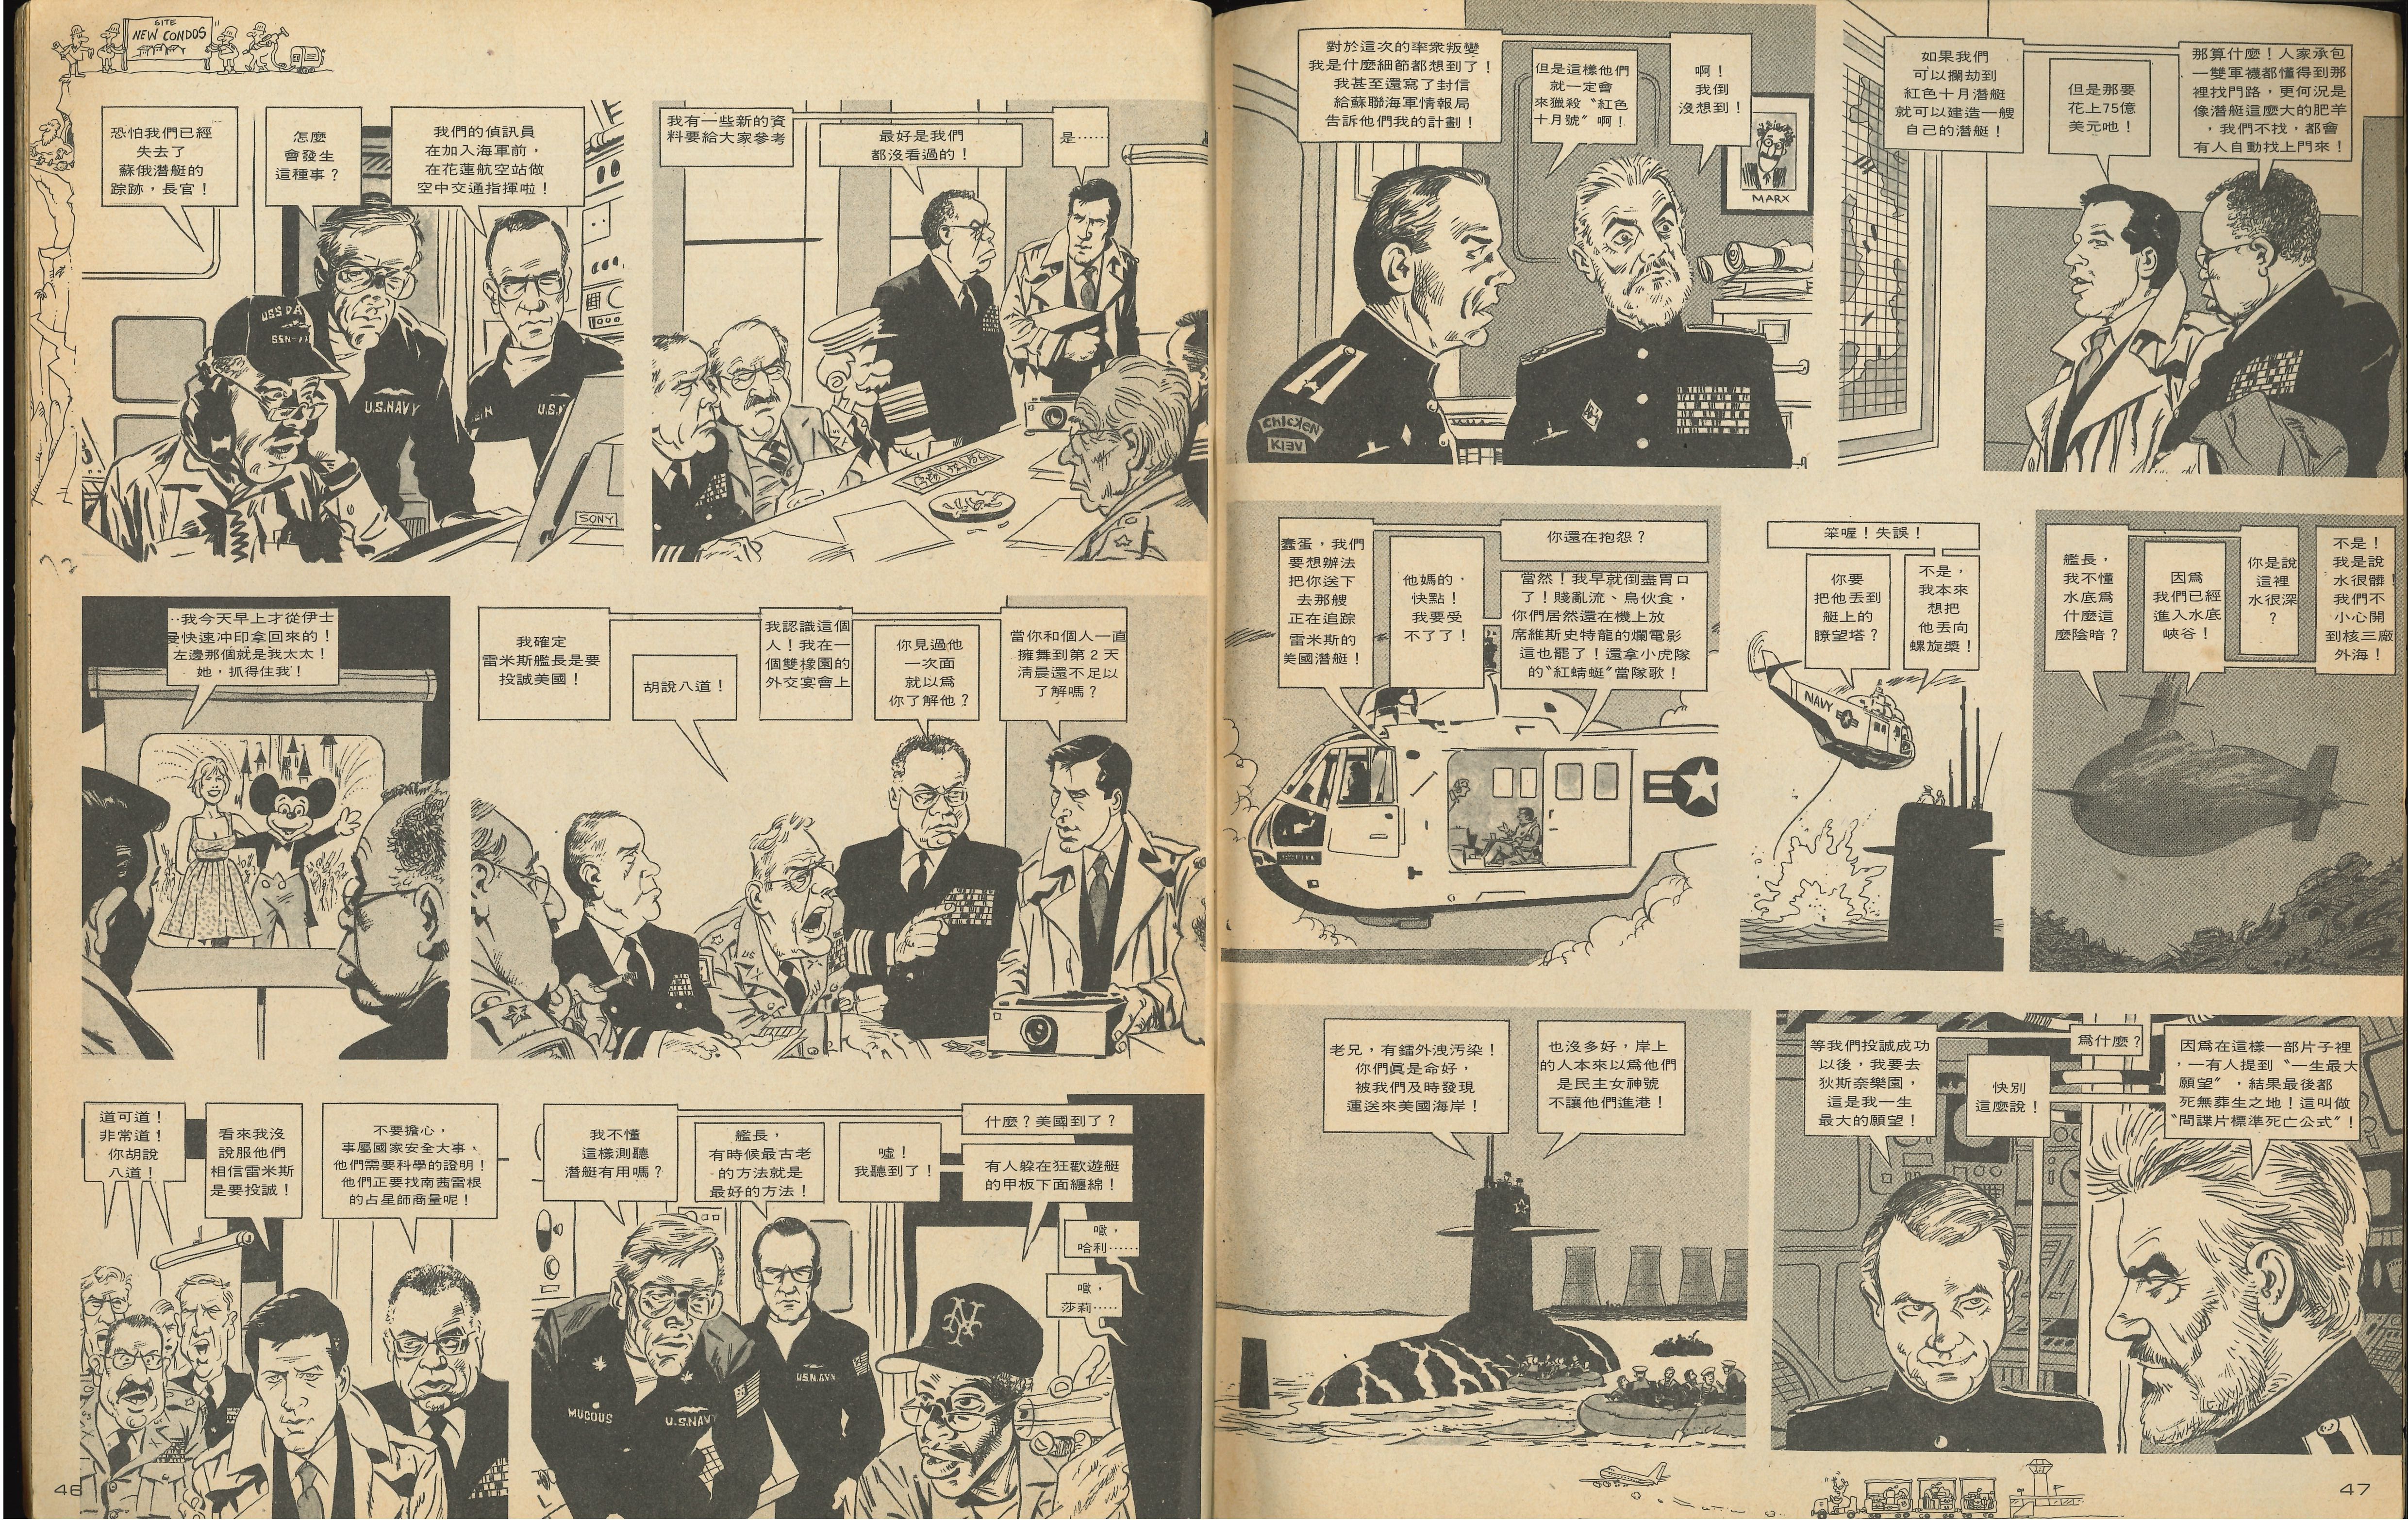 SITE
NEW CONDOS
恐怕我們已經
失去了
蘇俄潛艇的
踪跡，長官！
怎麼
會發生
這種事？
我們的偵訊員
在加入海軍前，
在花蓮航空站做
空中交通指揮啦！
U.S.NAVY
SONY
我有一些新的資
料要給大家參考
最好是我們
都沒看過的！
是……
‥我今天早上才從伊士
曼快速冲印拿回來的！
左邊那個就是我太太！
她，抓得住我！
我確定
雷米斯艦長是要
投誠美國！
胡說八道！
我認識這個
人！我在一
個雙橡園的
外交宴會上
你見過他
一次面
就以為
你了解他？
當你和個人一直
擁舞到第2天
清晨還不足以
了解嗎？
US
道可道！
非常道！
你胡說
八道！
看來我沒
說服他們
相信雷米斯
是要投誠！
不要擔心，
事屬國家安全大事，
他們需要科學的證明！
他們正要找南茜雷根
的占星師商量呢！
我不懂
這樣測聽
潛艇有用嗎？
艦長，
有時候最古老
的方法就是
最好的方法！
噓！
我聽到了！
什麼？美國到了？
有人躲在狂歡遊艇
的甲板下面纏綿！
噷，
哈利……
噷，
莎莉……
MUCOUS
U.S.NAVY
U.S.NAVY
NY
46
對於這次的率衆叛變
我是什麼細節都想到了！
我甚至還寫了封信
給蘇聯海軍情報局
告訴他們我的計劃！
但是這樣他們
就一定會
來獵殺〝紅色
十月號〞啊！
啊！
我倒
沒想到！
MARX
CHICKEN
KIEV
如果我們
可以攔劫到
紅色十月潛艇
就可以建造一艘
自己的潛艇！
但是那要
花上75億
美元吔！
那算什麼！人家承包
一雙軍襪都懂得到那
裡找門路，更何況是
像潛艇這麼大的肥羊
，我們不找，都會
有人自動找上門來！
蠢蛋，我們
要想辦法
把你送下
去那艘
正在追踪
雷米斯的
美國潛艇！
他媽的，
快點！
我要受
不了了！
你還在抱怨？
當然！我早就倒盡胃口
了！賤亂流、鳥伙食，
你們居然還在機上放
席維斯史特龍的爛電影
這也罷了！還拿小虎隊
的“紅蜻蜓”當隊歌！
笨喔！失誤！
你要
把他丟到
艇上的
瞭望塔？
不是，
我本來
想把
他丟向
螺旋槳！
NAVY
艦長，
我不懂
水底爲
什麼這
麼陰暗？
因爲
我們已經
進入水底
峽谷！
你是說
這裡
水很深
？
不是！
我是說
水很髒！
我們不
小心開
到核三廠
外海！
老兄，有鐳外洩汚染！
你們眞是命好，
被我們及時發現
運送來美國海岸！
也沒多好，岸上
的人本來以爲他們
是民主女神號
不讓他們進港！
等我們投誠成功
以後，我要去
狄斯奈樂園，
這是我一生
最大的願望！
快別
這麼說！
爲什麼？
因爲在這樣一部片子裡
，一有人提到〝一生最大
願望〞，結果最後都
死無葬生之地！這叫做
〝間諜片標準死亡公式〞！
47